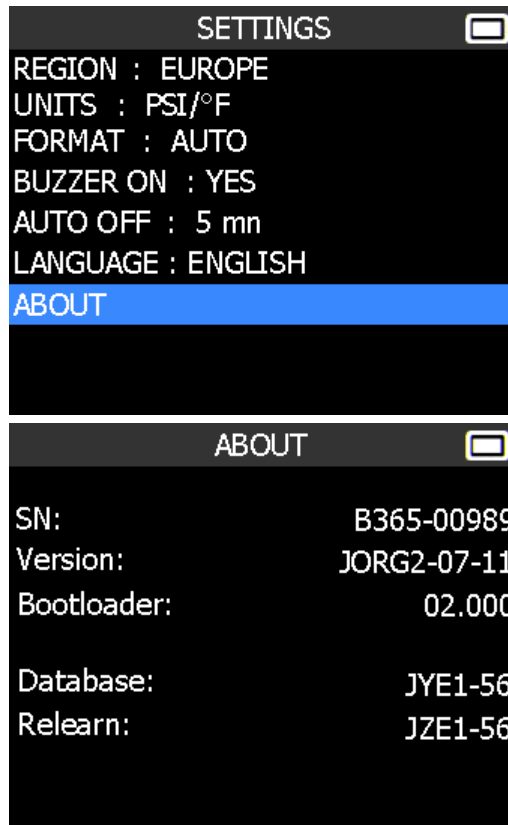 SETTINGS
REGION : EUROPE
UNITS : PSI/°F
FORMAT : AUTO
BUZZER ON : YES
AUTO OFF : 5 mn
LANGUAGE : ENGLISH
ABOUT
ABOUT
SN: B365-00989
Version: JORG2-07-11
Bootloader: 02.000
Database: JYE1-56
Relearn: JZE1-56